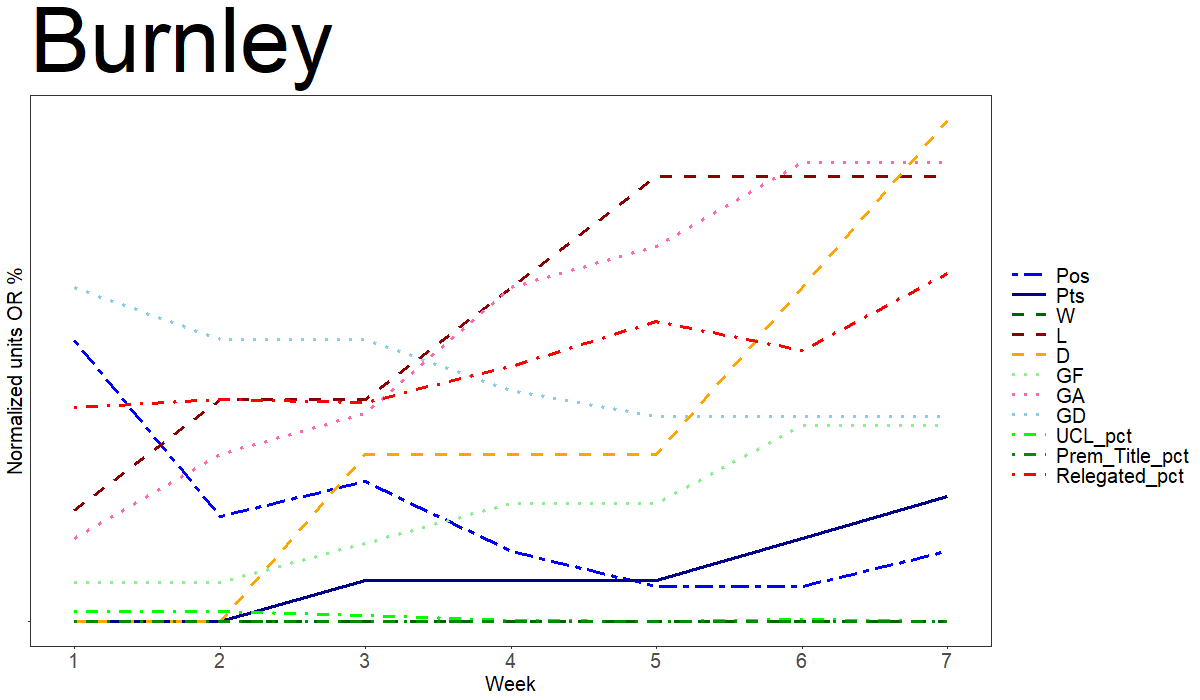 Burnley
Normalized units OR %
Pos
Pts
W
L
D
GF
GA
GD
UCL_pct
Prem_Title_pct
Relegated_pct
1 2 3 4 5 6 7
Week